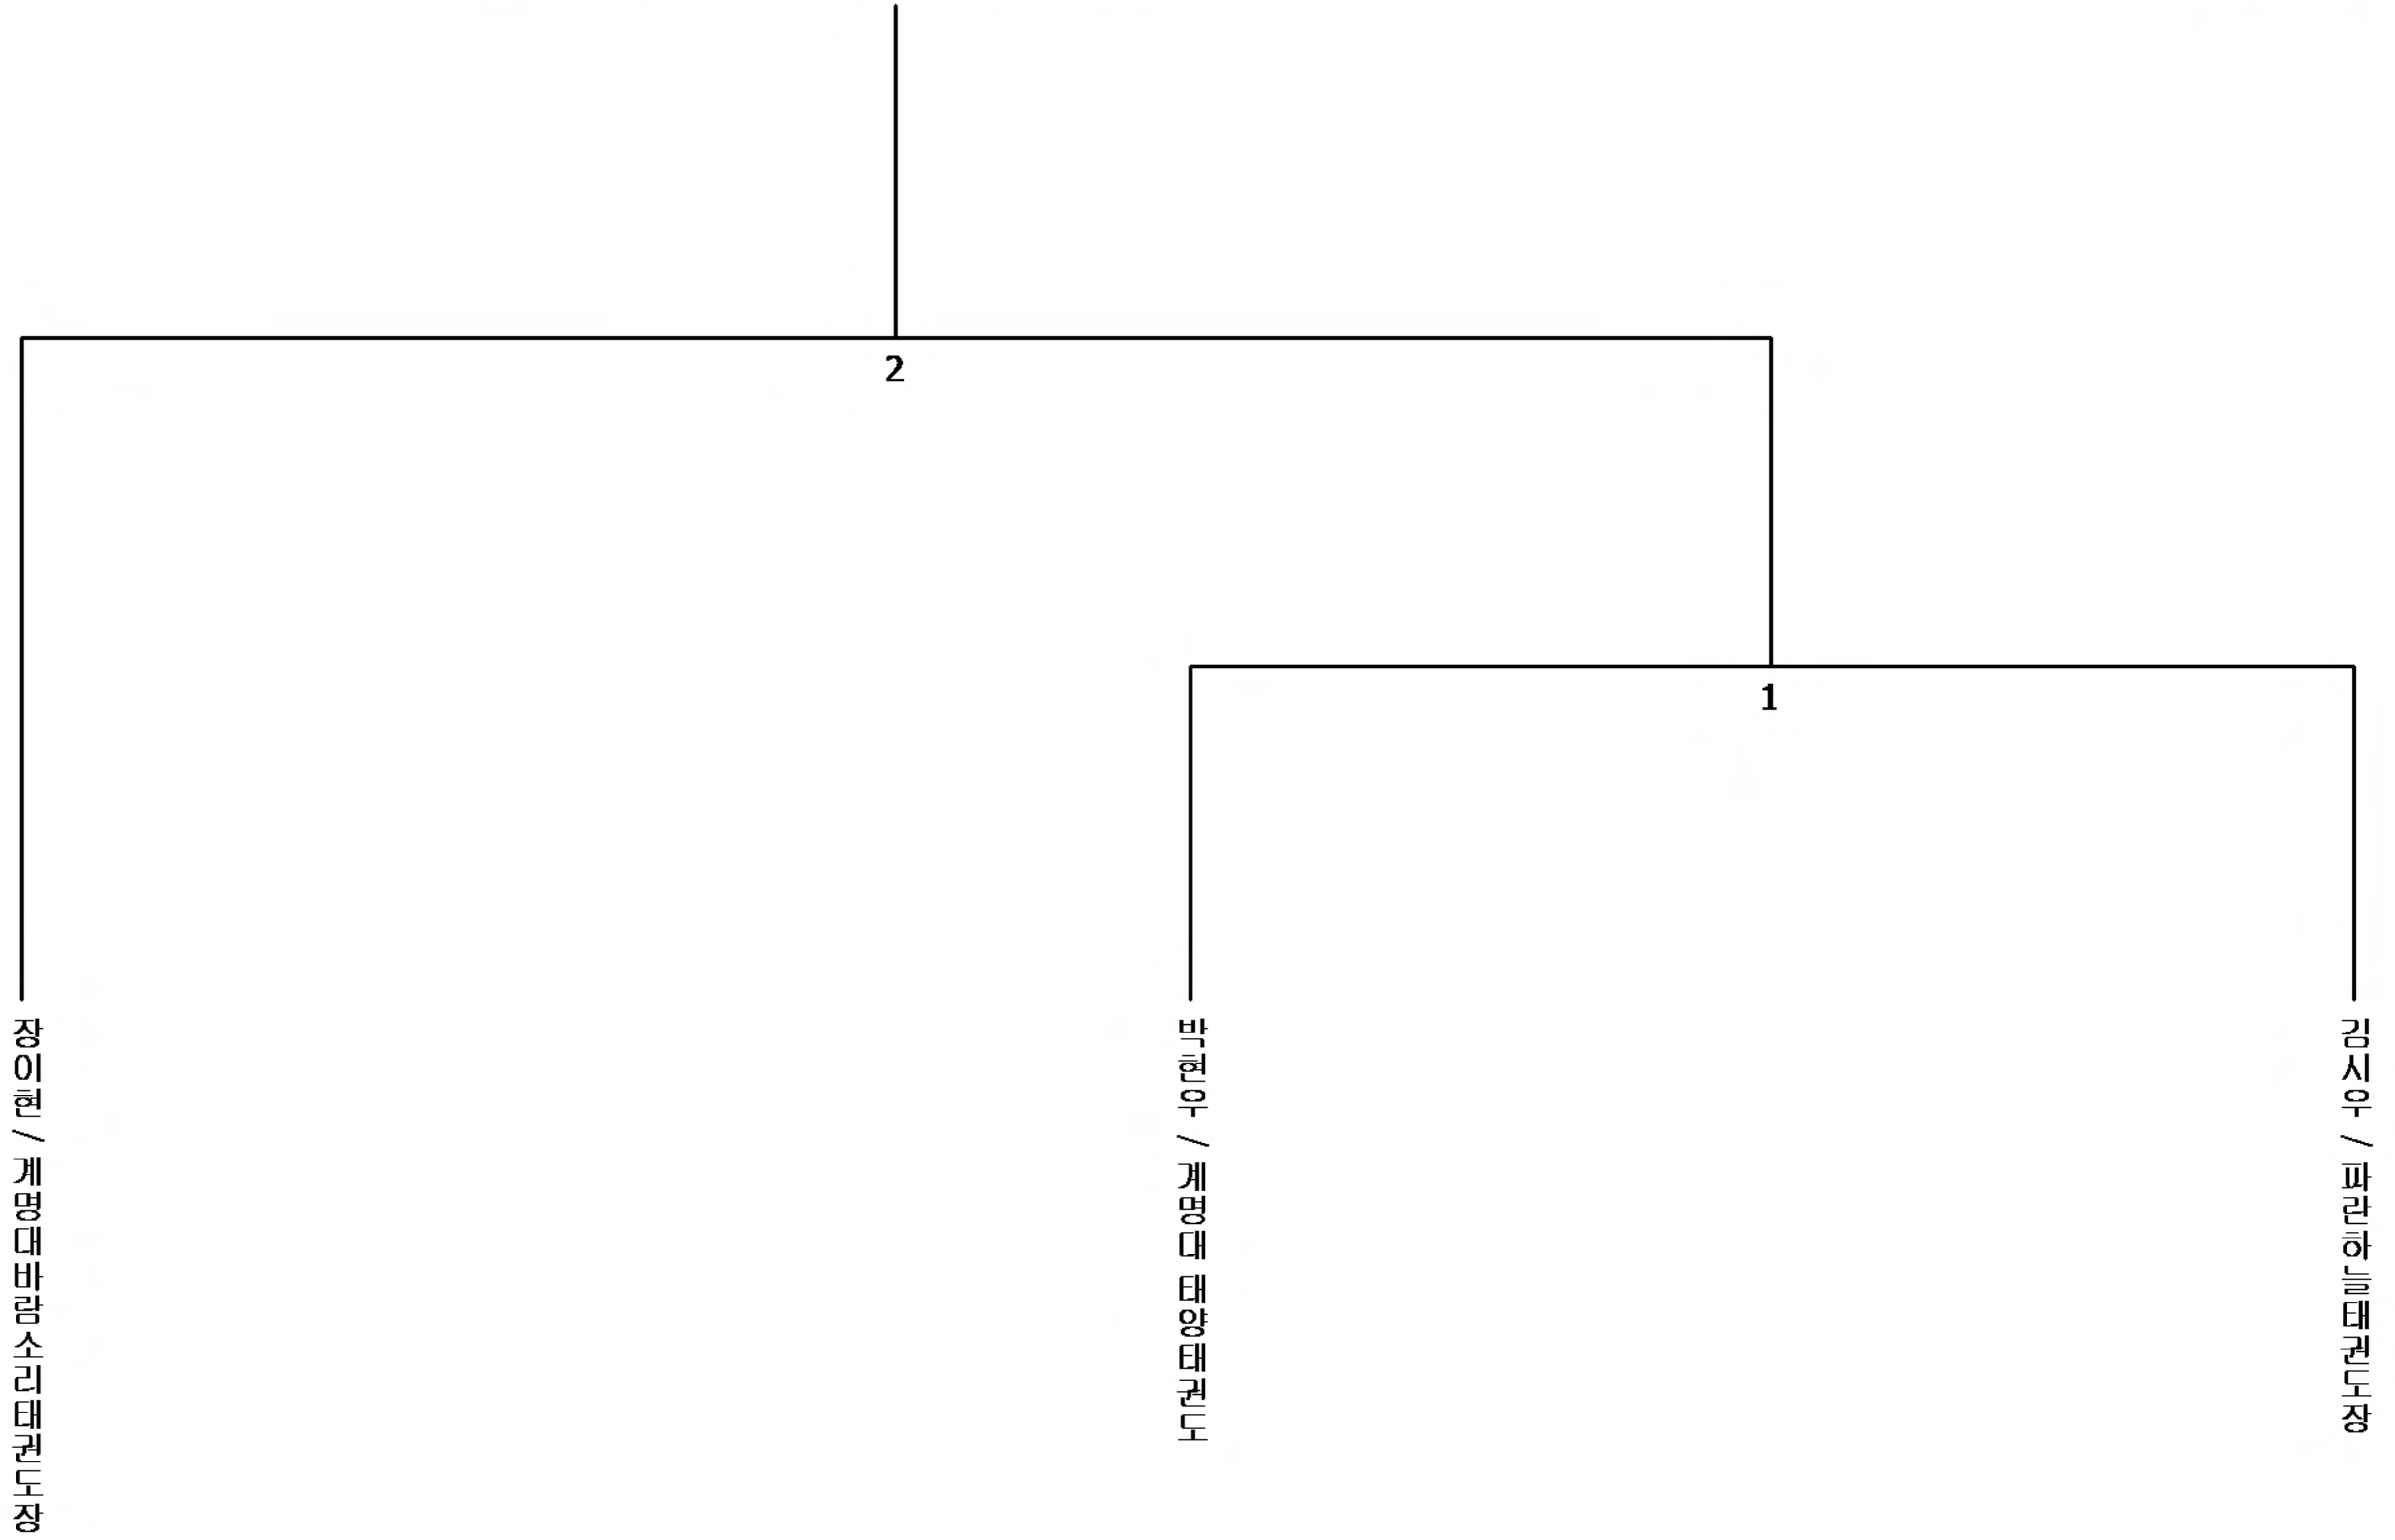 2
1
장이현 / 계명대바람소리태권도장
박현우 / 계명대 태양태권도
김시우 / 파란하늘태권도장